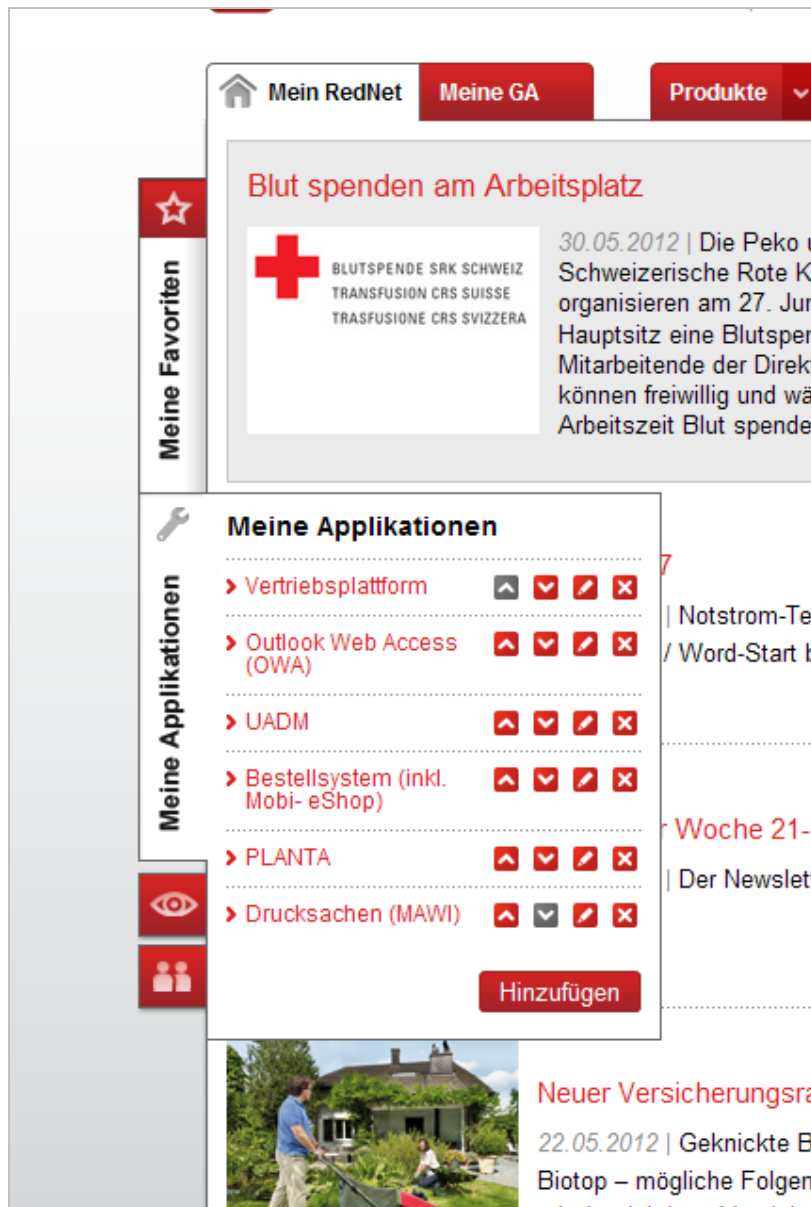 Mein RedNet
Meine GA
Produkte
Blut spenden am Arbeitsplatz
BLUTSPENDE SRK SCHWEIZ
TRANSFUSION CRS SUISSE
TRASFUSIONE CRS SVIZZERA
30.05.2012 | Die Peko
Schweizerische Rote K
organisieren am 27. Jun
Hauptsitz eine Blutspen
Mitarbeitende der Direkt
können freiwillig und wä
Arbeitszeit Blut spende
Meine Favoriten
Meine Applikationen
Meine Applikationen
Vertriebsplattform
Outlook Web Access
(OWA)
UADM
Bestellsystem (inkl.
Mobi- eShop)
PLANTA
Drucksachen (MAWI)
Hinzufügen
7
| Notstrom-Te
/ Word-Start b
r Woche 21-
| Der Newslet
Neuer Versicherungsra
22.05.2012 | Geknickte B
Biotop – mögliche Folgen